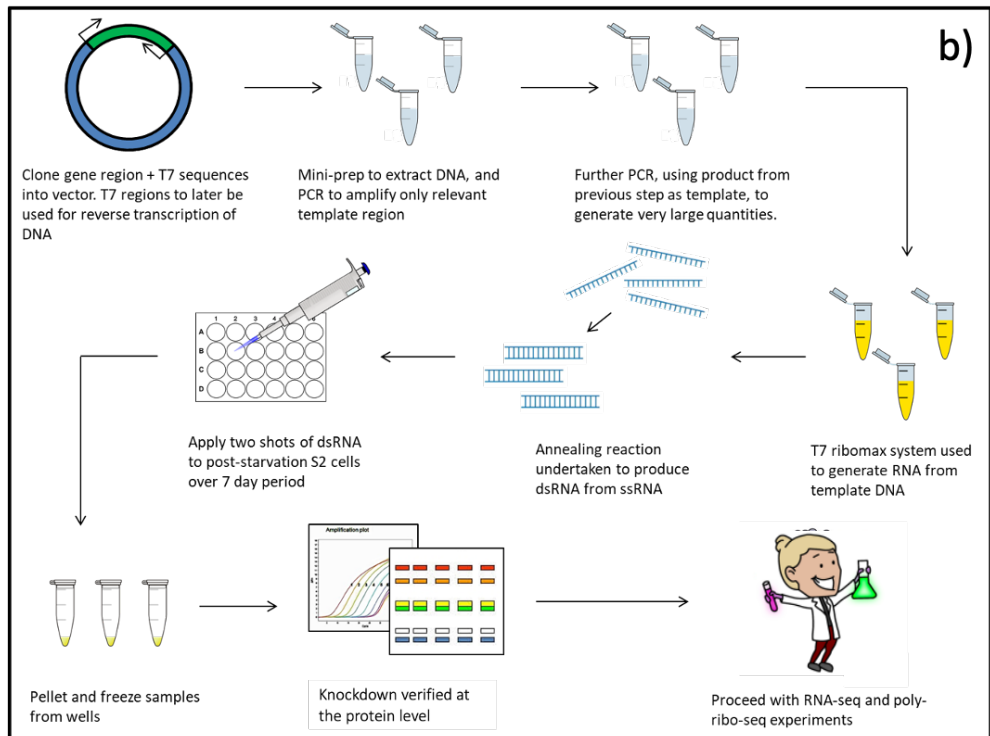 b)
Clone gene region + T7 sequences
into vector. T7 regions to later be
used for reverse transcription of
DNA
Mini-prep to extract DNA, and
PCR to amplify only relevant
template region
Further PCR, using product from
previous step as template, to
generate very large quantities.
T7 ribomax system used
to generate RNA from
template DNA
Annealing reaction
undertaken to produce
dsRNA from ssRNA
1 2 3 4
A
B
C
D
Apply two shots of dsRNA
to post-starvation S2 cells
over 7 day period
Pellet and freeze samples
from wells
Amplification plot
Knockdown verified at
the protein level
Proceed with RNA-seq and poly-
ribo-seq experiments